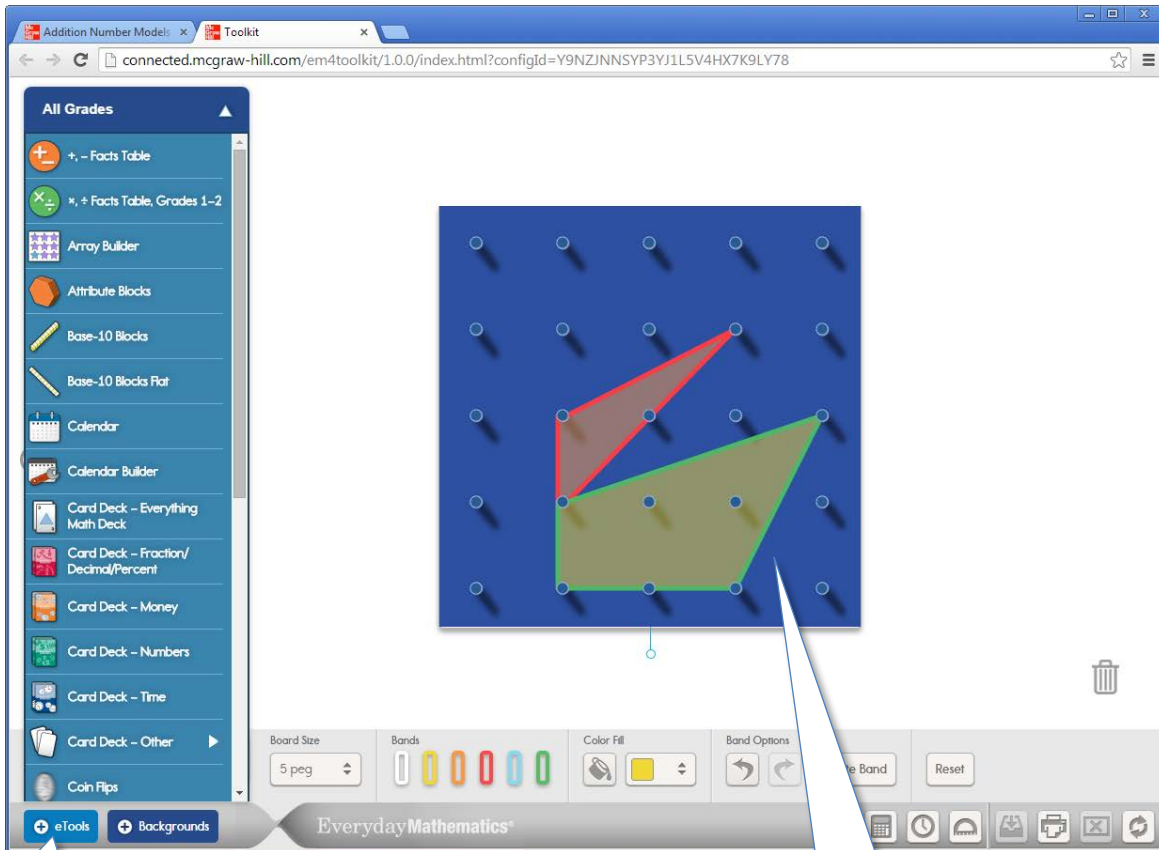 Addition Number Models
Toolkit
connected.mcgraw-hill.com/em4toolkit/1.0.0/index.html?configId=Y9NZJNNSYP3YJ1L5V4HX7K9LY78
All Grades
+, – Facts Table
×, ÷ Facts Table, Grades 1–2
Array Builder
Attribute Blocks
Base-10 Blocks
Base-10 Blocks Flat
Calendar
Calendar Builder
Card Deck – Everything
Math Deck
Card Deck – Fraction/
Decimal/Percent
Card Deck – Money
Card Deck – Numbers
Card Deck – Time
Card Deck – Other
Coin Flips
Board Size
Bands
Color Fill
Band Options
5 peg
Band
Reset
eTools
Backgrounds
Everyday Mathematics®